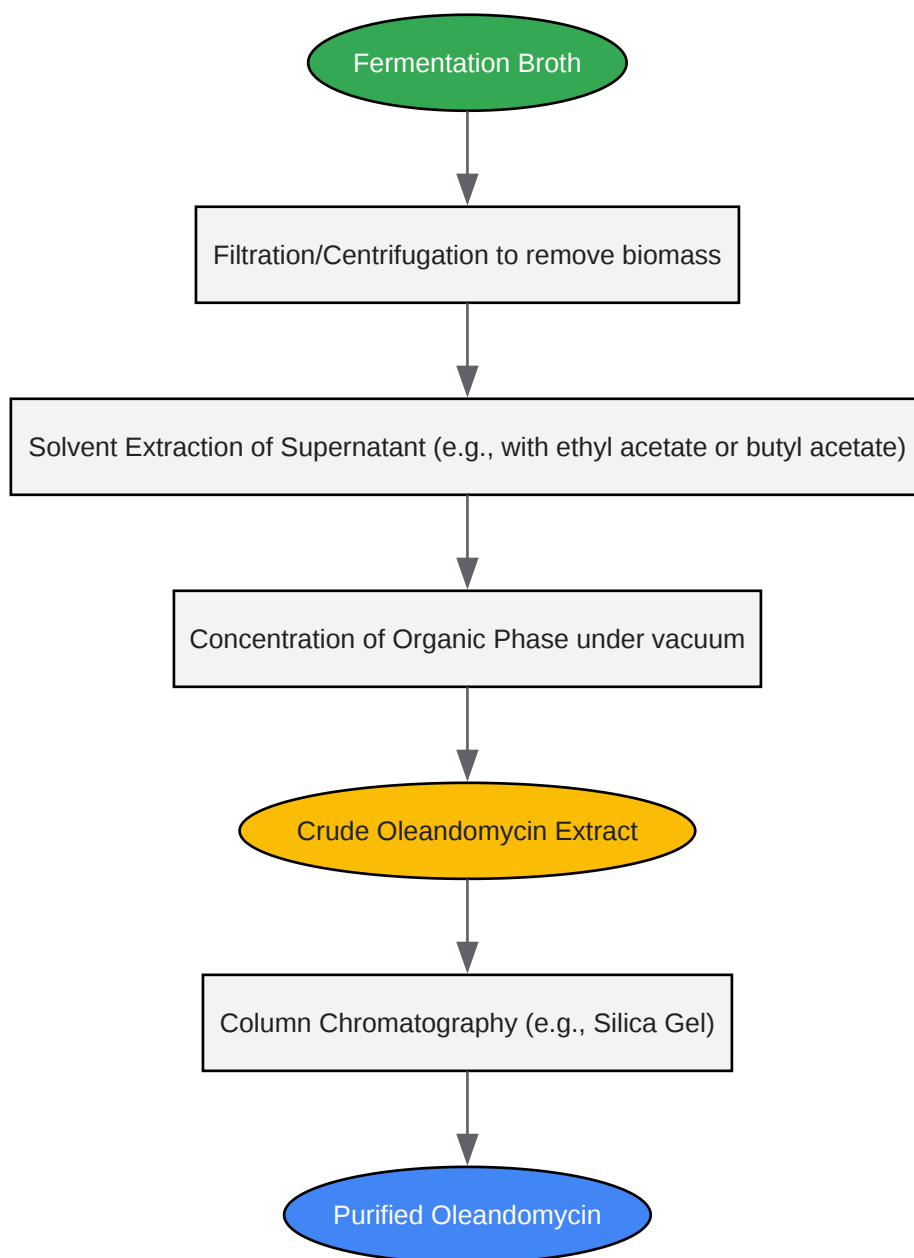 Fermentation Broth
Filtration/Centrifugation to remove biomass
Solvent Extraction of Supernatant (e.g., with ethyl acetate or butyl acetate)
Concentration of Organic Phase under vacuum
Crude Oleandomycin Extract
Column Chromatography (e.g., Silica Gel)
Purified Oleandomycin